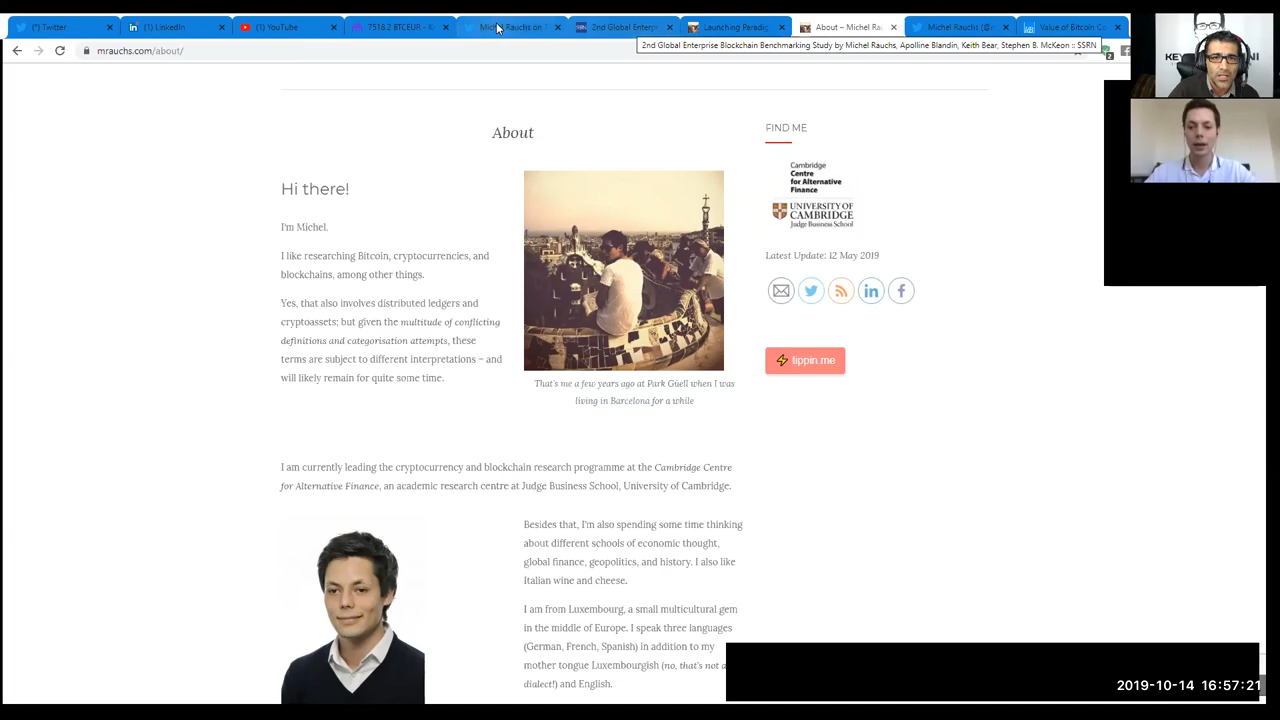 (*) Twitter
(1) LinkedIn
(1) YouTube
7518.2 BTCEUR - K
Michel Rauchs on T
2nd Global Enterpr
Launching Paradig
About – Michel Ra
Michel Rauchs (@
Value of Bitcoin Co
mrauchs.com/about/
2nd Global Enterprise Blockchain Benchmarking Study by Michel Rauchs, Apolline Blandin, Keith Bear, Stephen B. McKeon :: SSRN
About
Hi there!
I'm Michel.
I like researching Bitcoin, cryptocurrencies, and
blockchains, among other things.
Yes, that also involves distributed ledgers and
cryptoassets; but given the multitude of conflicting
definitions and categorisation attempts, these
terms are subject to different interpretations – and
will likely remain for quite some time.
That's me a few years ago at Park Güell when I was
living in Barcelona for a while
I am currently leading the cryptocurrency and blockchain research programme at the Cambridge Centre
for Alternative Finance, an academic research centre at Judge Business School, University of Cambridge.
Besides that, I'm also spending some time thinking
about different schools of economic thought,
global finance, geopolitics, and history. I also like
Italian wine and cheese.
I am from Luxembourg, a small multicultural gem
in the middle of Europe. I speak three languages
(German, French, Spanish) in addition to my
mother tongue Luxembourgish (no, that's not a
dialect!) and English.
FIND ME
Cambridge
Centre
for Alternative
Finance
UNIVERSITY OF
CAMBRIDGE
Judge Business School
Latest Update: 12 May 2019
tippin.me
2019-10-14 16:57:21